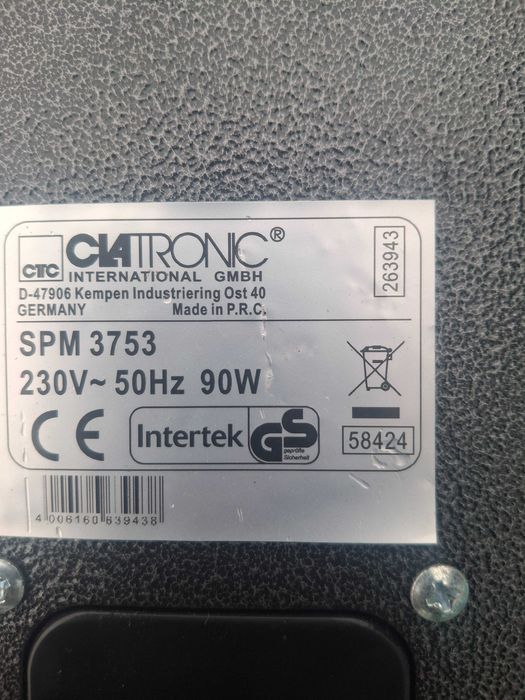 CTC CLATRONIC®
INTERNATIONAL GMBH
D-47906 Kempen Industriering Ost 40
GERMANY Made in P.R.C.
263943
SPM 3753
230V~ 50Hz 90W
CE Intertek GS
geprüfte
Sicherheit
58424
4 006160 639438